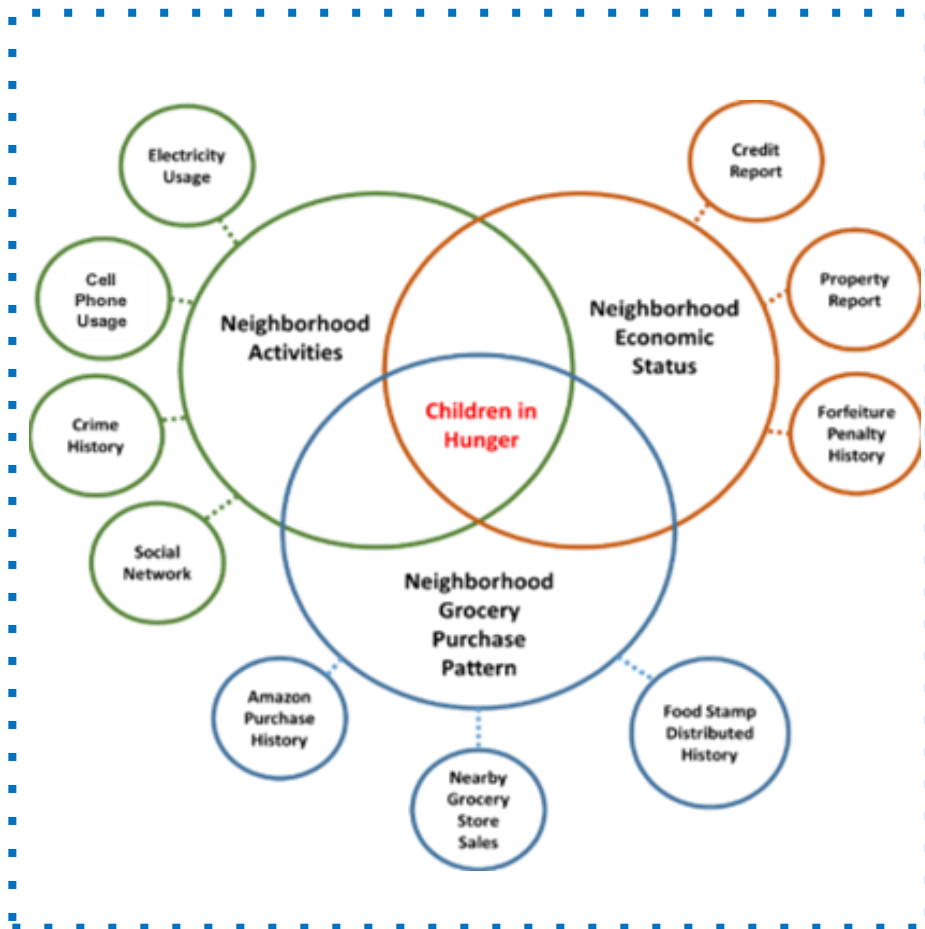 Electricity
Usage
Cell
Phone
Usage
Crime
History
Social
Network
Neighborhood
Activities
Credit
Report
Property
Report
Forfeiture
Penalty
History
Neighborhood
Economic
Status
Children in
Hunger
Neighborhood
Grocery
Purchase
Pattern
Amazon
Purchase
History
Nearby
Grocery
Store
Sales
Food Stamp
Distributed
History